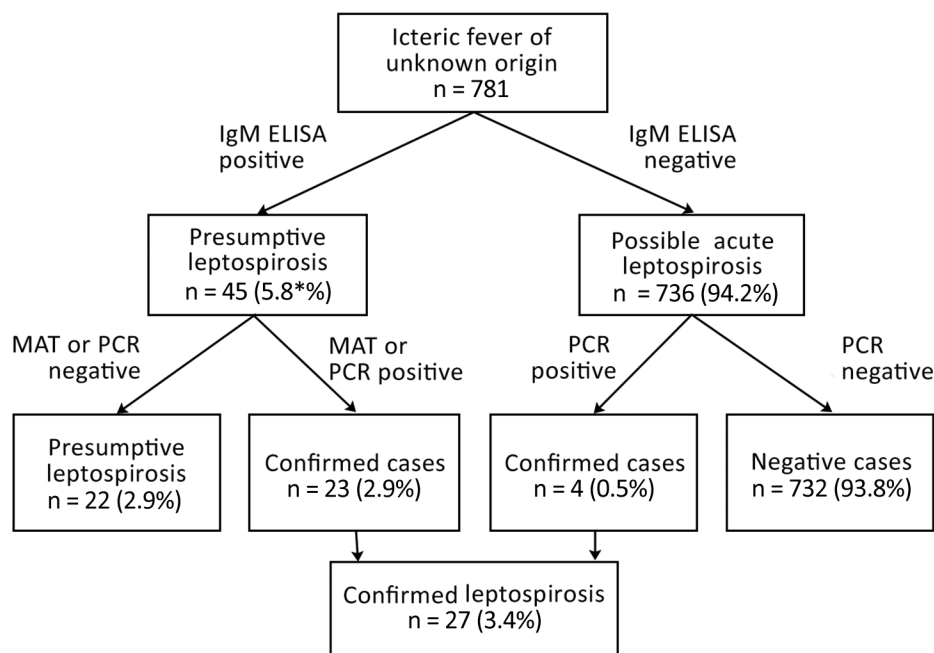 Icteric fever of
unknown origin
n = 781
IgM ELISA
positive
IgM ELISA
negative
Presumptive
leptospirosis
n = 45 (5.8*%)
Possible acute
leptospirosis
n = 736 (94.2%)
MAT or PCR
negative
MAT or
PCR positive
PCR
positive
PCR
negative
Presumptive
leptospirosis
n = 22 (2.9%)
Confirmed cases
n = 23 (2.9%)
Confirmed cases
n = 4 (0.5%)
Negative cases
n = 732 (93.8%)
Confirmed leptospirosis
n = 27 (3.4%)